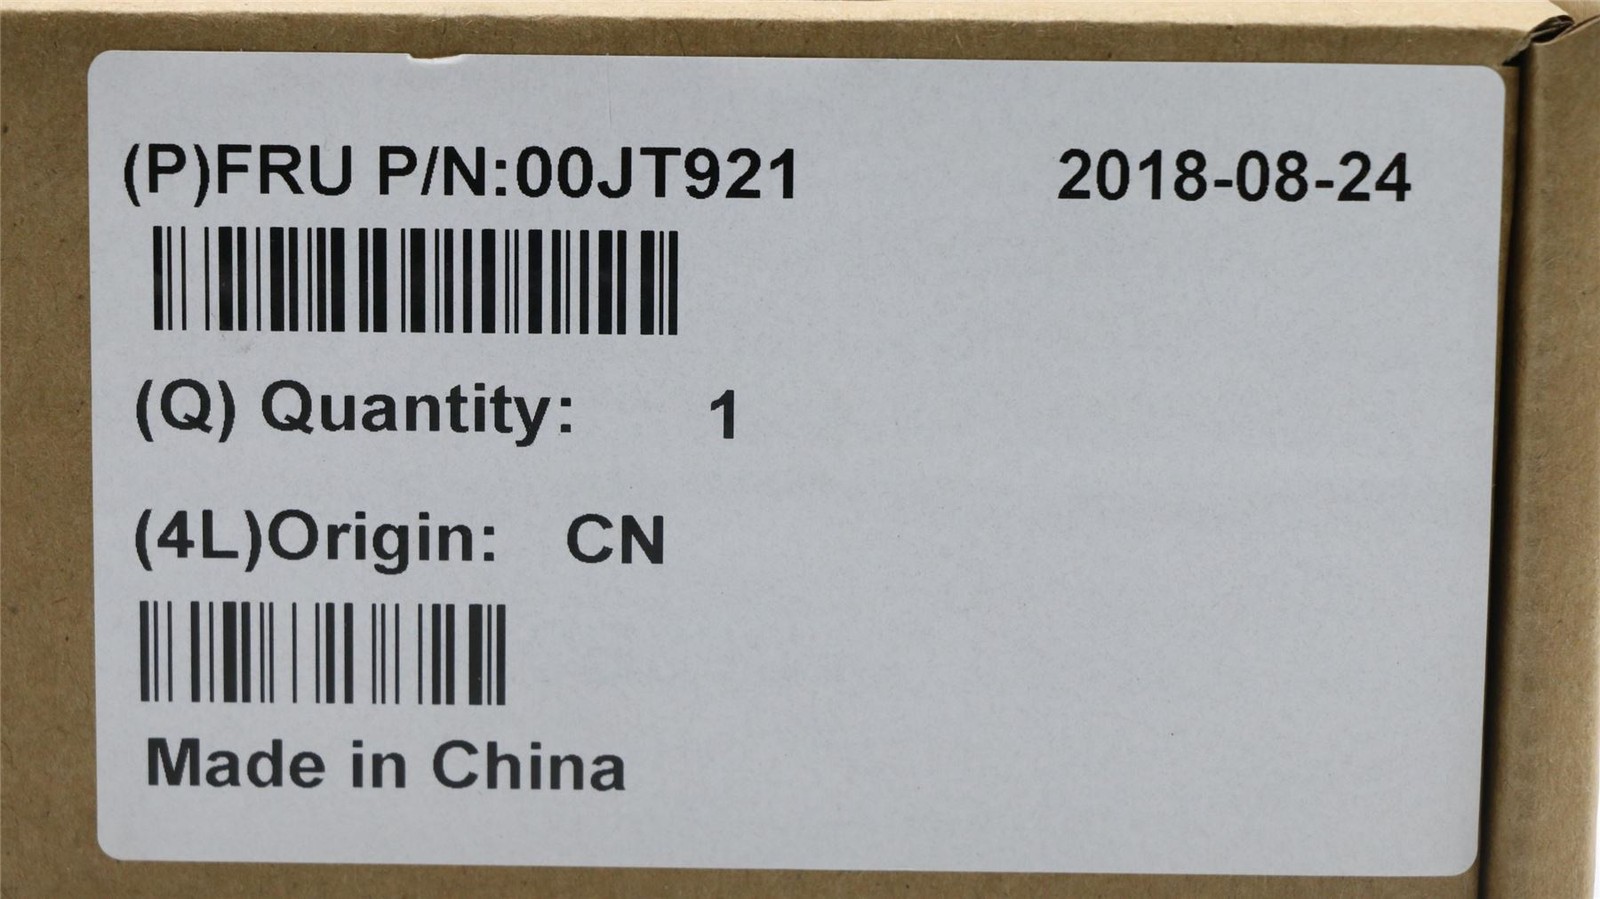 (P)FRU P/N:00JT921 2018-08-24
(Q) Quantity: 1
(4L)Origin: CN
Made in China